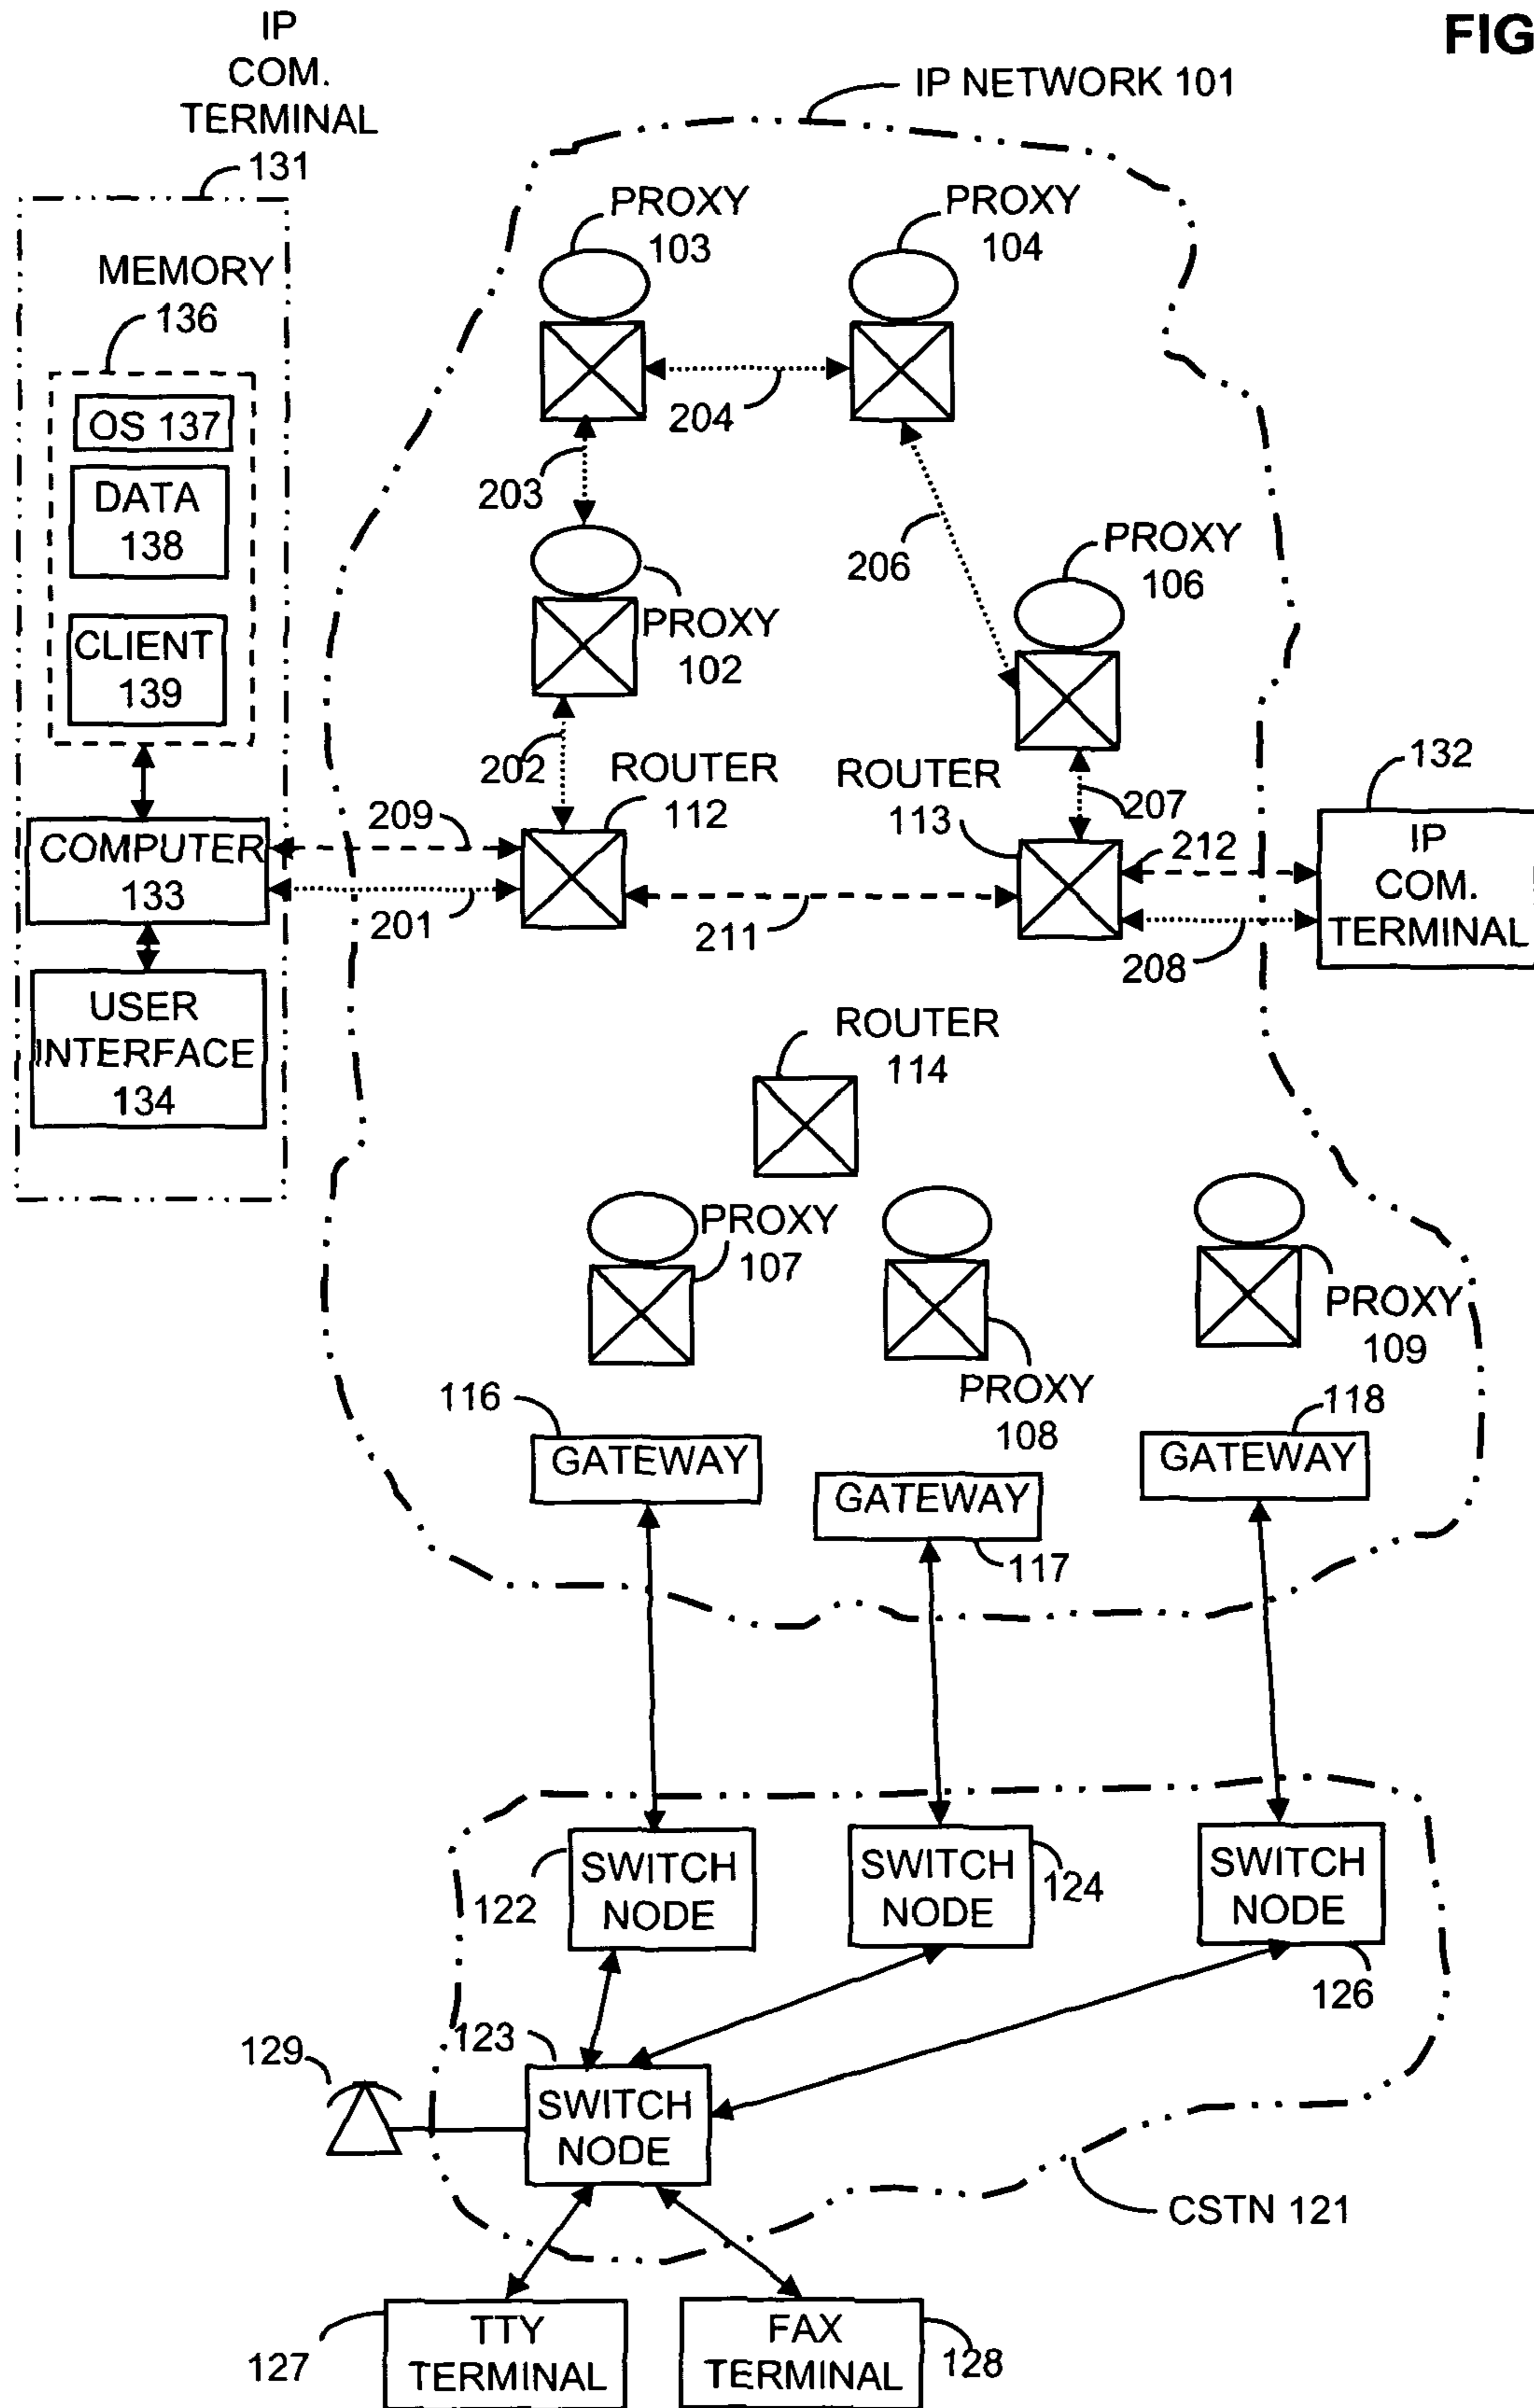 FIG
IP
COM.
TERMINAL
131
IP NETWORK 101
MEMORY
136
OS 137
DATA
138
CLIENT
139
COMPUTER
133
USER
INTERFACE
134
PROXY
103
PROXY
104
204
203
206
PROXY
102
PROXY
106
202
ROUTER
112
ROUTER
113
207
132
209
201
211
212
208
IP
COM.
TERMINAL
ROUTER
114
PROXY
107
PROXY
108
PROXY
109
116
GATEWAY
GATEWAY
117
118
GATEWAY
122
SWITCH
NODE
SWITCH
NODE
124
SWITCH
NODE
126
123
SWITCH
NODE
129
CSTN 121
TTY
TERMINAL
127
FAX
TERMINAL
128